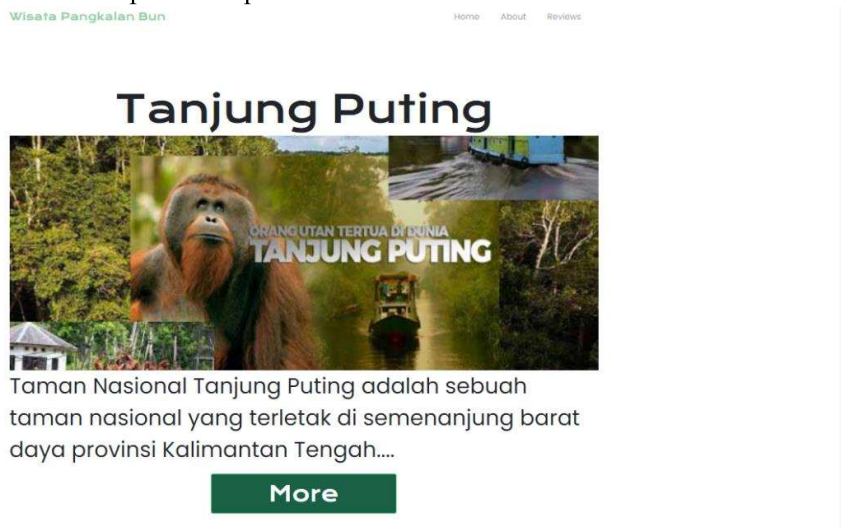 Wisata Pangkalan Bun
Home About Reviews
Tanjung Puting
ORANG UTAN TERTUA DI DUNIA
TANJUNG PUTING
Taman Nasional Tanjung Puting adalah sebuah
taman nasional yang terletak di semenanjung barat
daya provinsi Kalimantan Tengah....
More